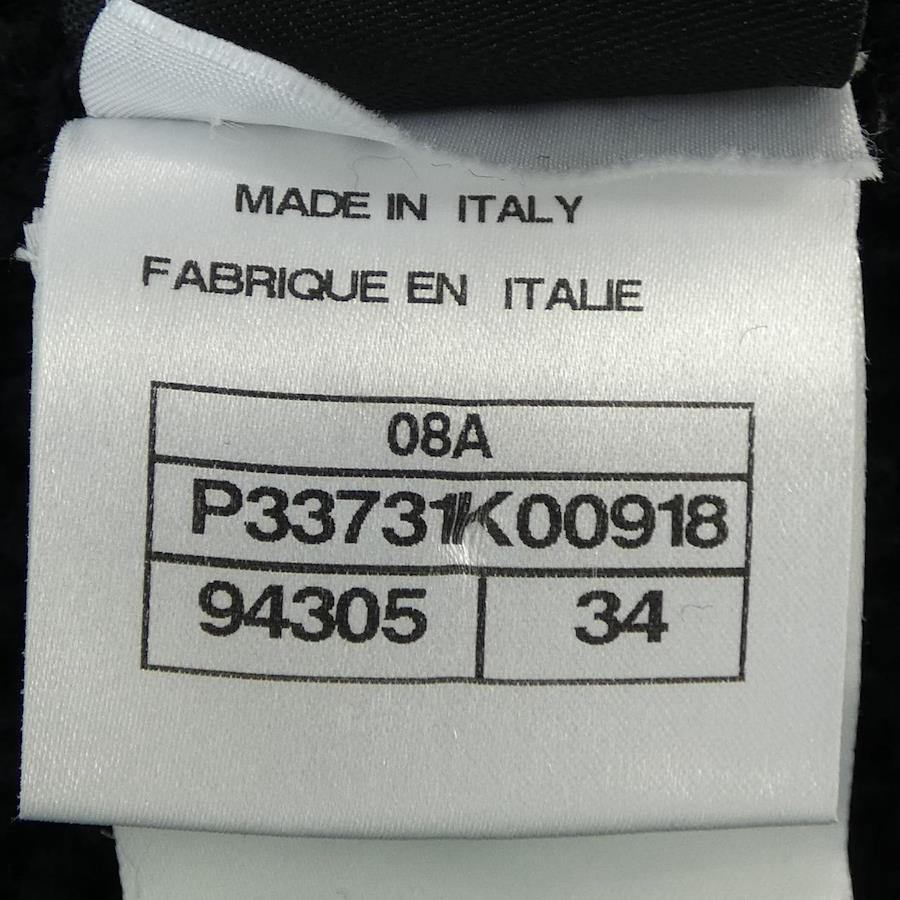 MADE IN ITALY
FABRIQUE EN ITALIE
08A
P33731K00918
94305 34